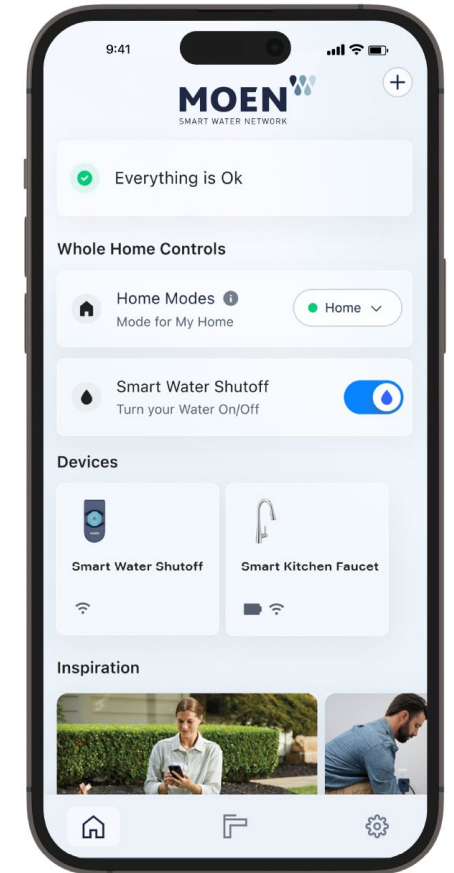 9:41
MOEN
SMART WATER NETWORK
Everything is Ok
Whole Home Controls
Home Modes
Mode for My Home
Home
Smart Water Shutoff
Turn your Water On/Off
Devices
Smart Water Shutoff
Smart Kitchen Faucet
Inspiration